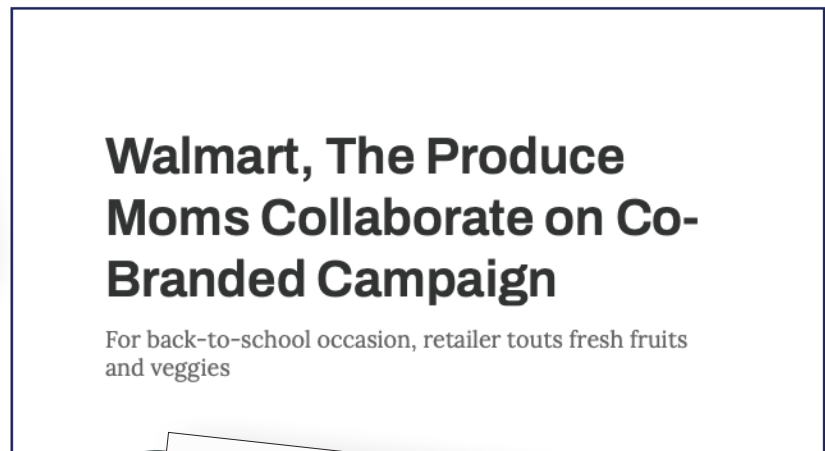 Walmart, The Produce
Moms Collaborate on Co-
Branded Campaign
For back-to-school occasion, retailer touts fresh fruits
and veggies